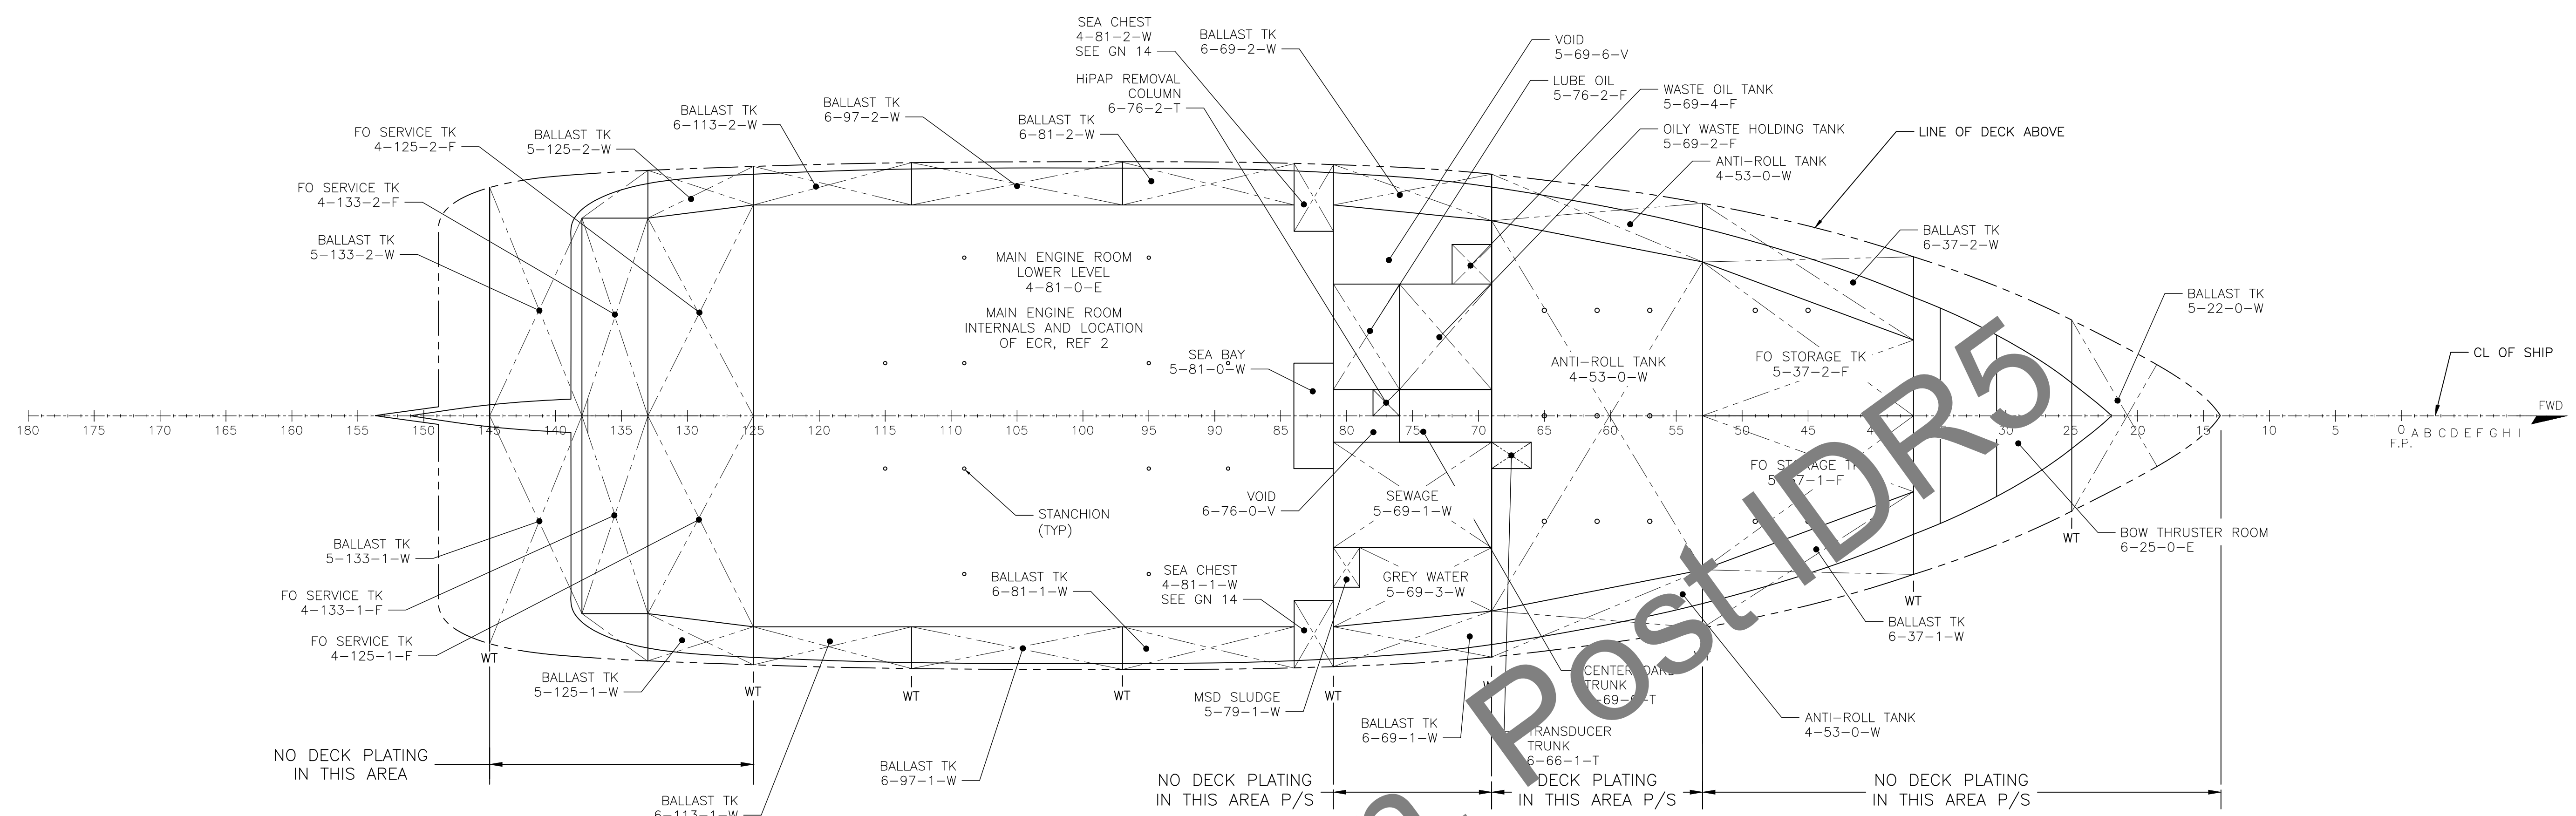 SEA CHEST
4-81-2-W
SEE GN 14
BALLAST TK
6-69-2-W
VOID
5-69-6-V
HiPAP REMOVAL
COLUMN
6-76-2-T
LUBE OIL
5-76-2-F
WASTE OIL TANK
5-69-4-F
OILY WASTE HOLDING TANK
5-69-2-F
LINE OF DECK ABOVE
ANTI-ROLL TANK
4-53-0-W
BALLAST TK
6-81-2-W
BALLAST TK
6-97-2-W
BALLAST TK
6-113-2-W
BALLAST TK
5-125-2-W
FO SERVICE TK
4-125-2-F
FO SERVICE TK
4-133-2-F
BALLAST TK
5-133-2-W
MAIN ENGINE ROOM
LOWER LEVEL
4-81-0-E
MAIN ENGINE ROOM
INTERNALS AND LOCATION
OF ECR, REF 2
SEA BAY
5-81-0-W
ANTI-ROLL TANK
4-53-0-W
FO STORAGE TK
5-37-2-F
BALLAST TK
6-37-2-W
BALLAST TK
5-22-0-W
CL OF SHIP
FWD
180 175 170 165 160 155 150 145 140 135 130 125 120 115 110 105 100 95 90 85 80 75 70 65 60 55 50 45 30 25 20 15 10 5 0 A B C D E F G H I
F.P.
FO STORAGE TK
1-F
VOID
6-76-0-V
SEWAGE
5-69-1-W
STANCHION
(TYP)
BOW THRUSTER ROOM
6-25-0-E
WT
BALLAST TK
5-133-1-W
FO SERVICE TK
4-133-1-F
FO SERVICE TK
4-125-1-F
BALLAST TK
6-81-1-W
SEA CHEST
4-81-1-W
SEE GN 14
GREY WATER
5-69-3-W
WT
BALLAST TK
6-37-1-W
WT
BALLAST TK
5-125-1-W
WT
WT
WT
MSD SLUDGE
5-79-1-W
WT
TRUNK
BALLAST TK
6-69-1-W
TRANSDUCER
TRUNK
6-66-1-T
ANTI-ROLL TANK
4-53-0-W
NO DECK PLATING
IN THIS AREA
BALLAST TK
6-97-1-W
BALLAST TK
6-113-1-W
NO DECK PLATING
IN THIS AREA P/S
DECK PLATING
IN THIS AREA P/S
NO DECK PLATING
IN THIS AREA P/S
Post IDR5